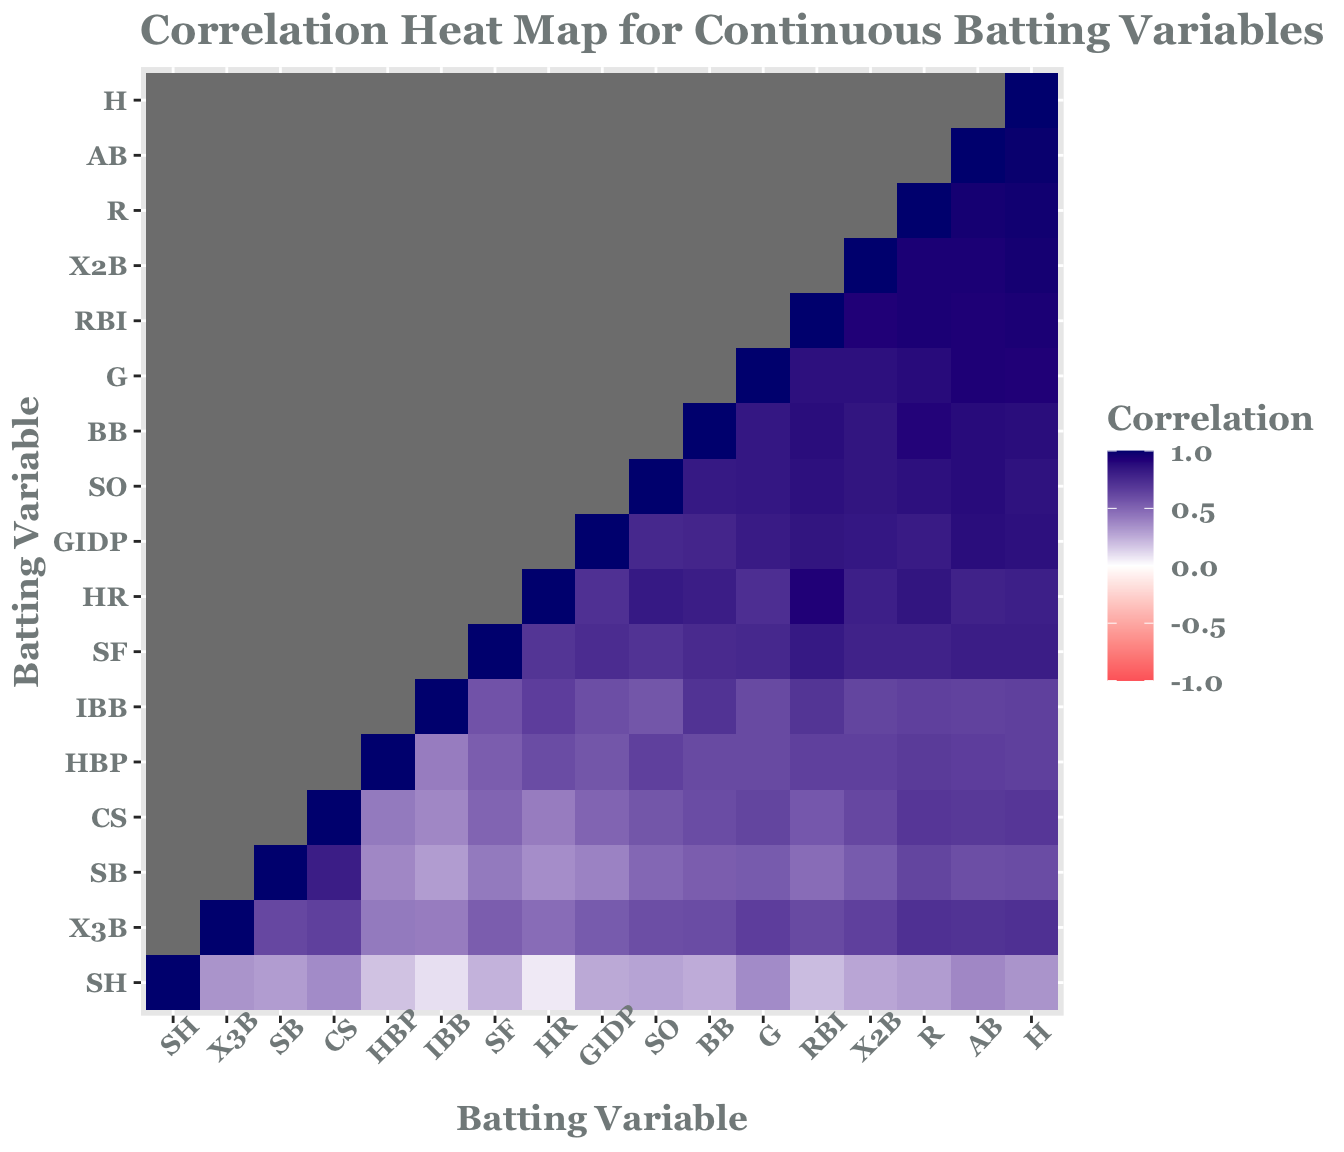 Correlation Heat Map for Continuous Batting Variables
Batting Variable
H
AB
R
X2B
RBI
G
BB
SO
GIDP
HR
SF
IBB
HBP
CS
SB
X3B
SH
SH X3B SB CS HBP IBB SF HR GIDP SO BB G RBI X2B R AB H
Batting Variable
Correlation
1.0
0.5
0.0
-0.5
-1.0